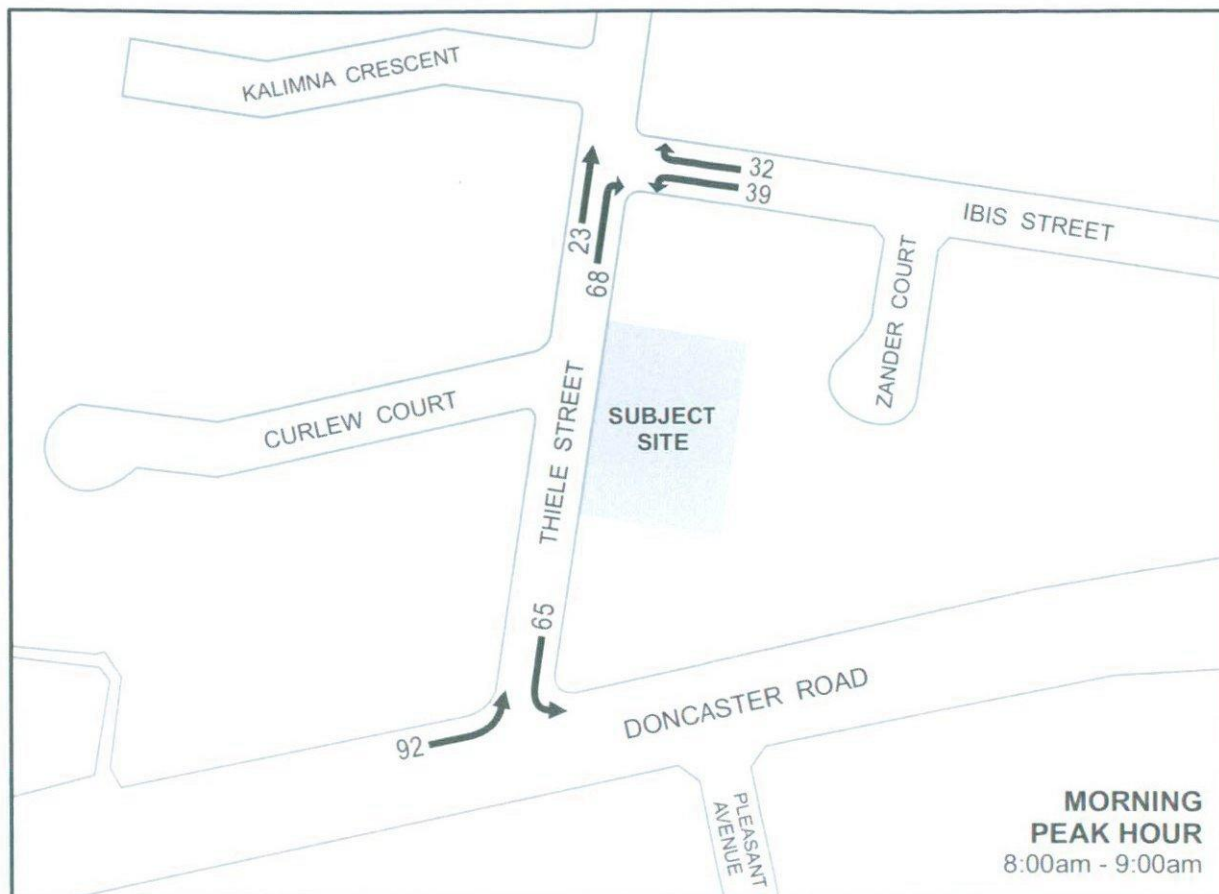 KALIMNA CRESCENT
32
39
IBIS STREET
23
68
ZANDER COURT
CURLEW COURT
THIELE STREET
SUBJECT
SITE
65
92
DONCASTER ROAD
PLEASANT
AVENUE
MORNING
PEAK HOUR
8:00am - 9:00am